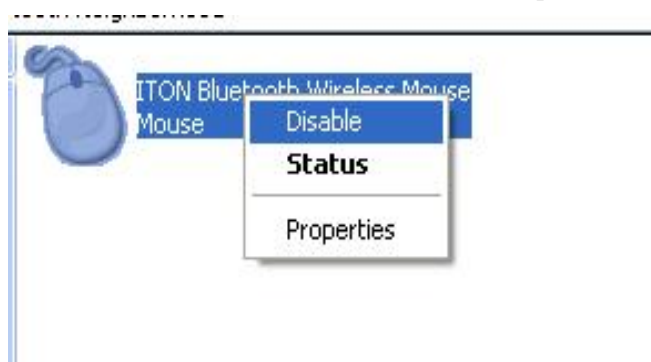 ITON Bluetooth Wireless Mouse
Mouse
Disable
Status
Properties